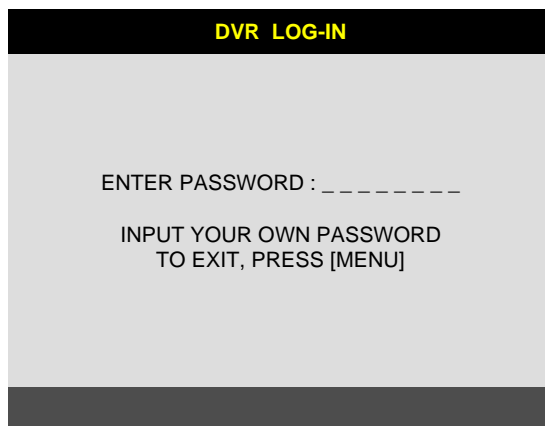 DVR LOG-IN
ENTER PASSWORD : _ _ _ _ _ _ _ _
INPUT YOUR OWN PASSWORD
TO EXIT, PRESS [MENU]